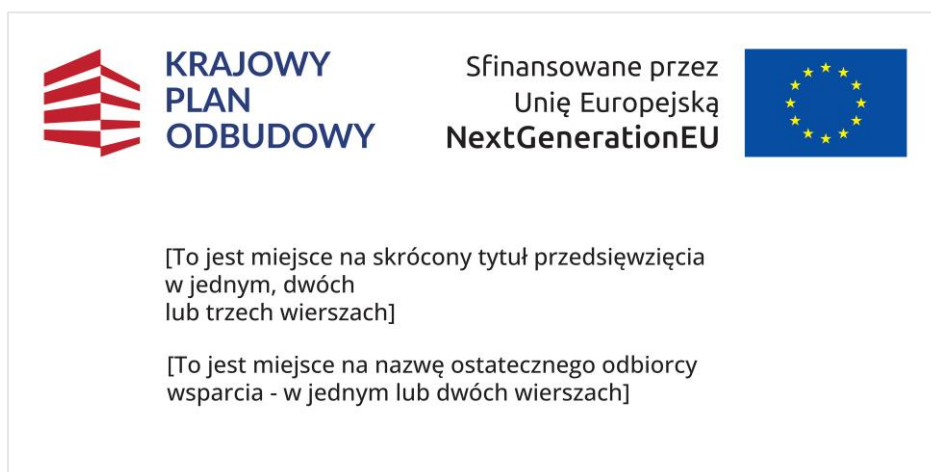 KRAJOWY
PLAN
ODBUDOWY
Sfinansowane przez
Unię Europejską
NextGenerationEU
[To jest miejsce na skrócony tytuł przedsięwzięcia
w jednym, dwóch
lub trzech wierszach]
[To jest miejsce na nazwę ostatecznego odbiorcy
wsparcia - w jednym lub dwóch wierszach]